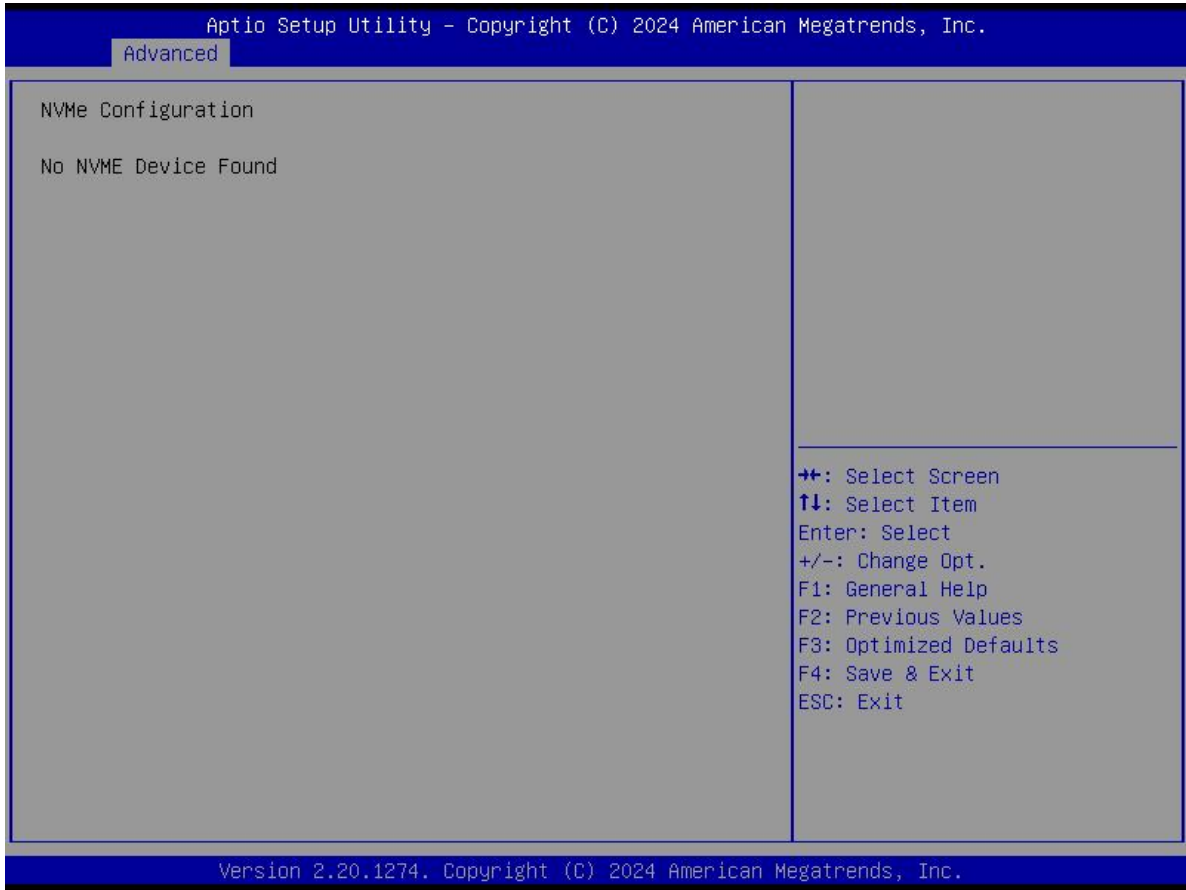 Aptio Setup Utility – Copyright (C) 2024 American Megatrends, Inc.
Advanced
NVMe Configuration
No NVME Device Found
→←: Select Screen
↑↓: Select Item
Enter: Select
+/-: Change Opt.
F1: General Help
F2: Previous Values
F3: Optimized Defaults
F4: Save & Exit
ESC: Exit
Version 2.20.1274. Copyright (C) 2024 American Megatrends, Inc.